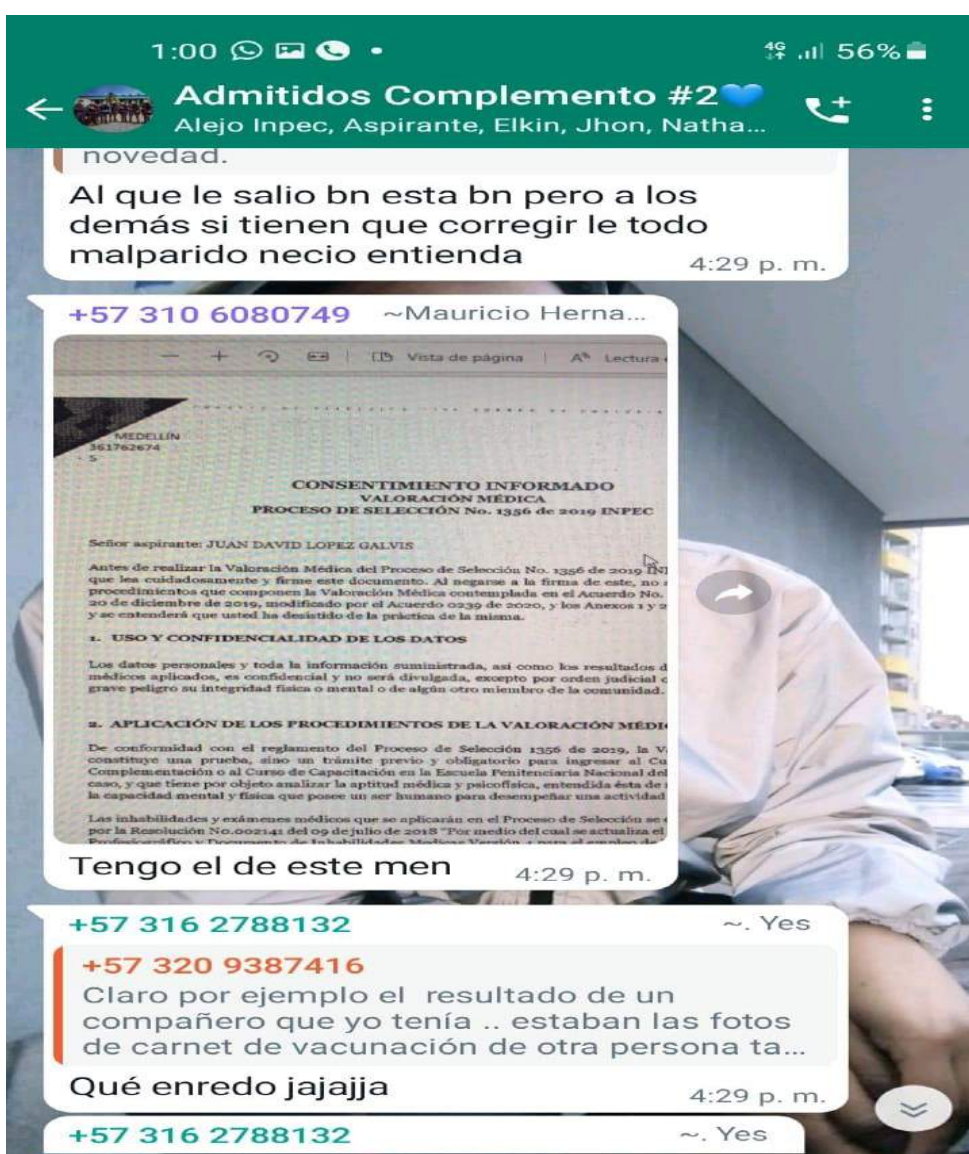 1:00
4G 56%
Admitidos Complemento #2💙
Alejo Inpec, Aspirante, Elkin, Jhon, Natha...
novedad.
Al que le salio bn esta bn pero a los
demás si tienen que corregir le todo
malparido necio entienda
4:29 p. m.
+57 310 6080749 ~Mauricio Herna...
Vista de página Lectura
MEDELLÍN
361762674
- S
CONSENTIMIENTO INFORMADO
VALORACIÓN MÉDICA
PROCESO DE SELECCIÓN No. 1356 de 2019 INPEC
Señor aspirante: JUAN DAVID LOPEZ GALVIS
Antes de realizar la Valoración Médica del Proceso de Selección No. 1356 de 2019
que lea cuidadosamente y firme este documento. Al negarse a la firma de este, no
procedimientos que componen la Valoración Médica contemplada en el Acuerdo No.
20 de diciembre de 2019, modificado por el Acuerdo 0239 de 2020, y los Anexos 1 y 2
y se entenderá que usted ha desistido de la práctica de la misma.
1. USO Y CONFIDENCIALIDAD DE LOS DATOS
Los datos personales y toda la información suministrada, así como los resultados
médicos aplicados, es confidencial y no será divulgada, excepto por orden judicial
grave peligro su integridad física o mental o de algún otro miembro de la comunidad.
2. APLICACIÓN DE LOS PROCEDIMIENTOS DE LA VALORACIÓN
De conformidad con el reglamento del Proceso de Selección 1356 de 2019, la
constituye una prueba, sino un trámite previo y obligatorio para ingresar al
Complementación o al Curso de Capacitación en la Escuela Penitenciaria Nacional del
caso, y que tiene por objeto analizar la aptitud médica y psicofísica, entendida ésta de
la capacidad mental y física que posee un ser humano para desempeñar una actividad
Las inhabilidades y exámenes médicos que se aplicarán en el Proceso de Selección se
por la Resolución No.002141 del 09 de julio de 2018 "Por medio del cual se actualiza el
Profesiográfico y Documento de Inhabilidades Medicas Versión 4 para el empleo de
Tengo el de este men
4:29 p. m.
+57 316 2788132 ~. Yes
+57 320 9387416
Claro por ejemplo el resultado de un
compañero que yo tenía .. estaban las fotos
de carnet de vacunación de otra persona ta...
Qué enredo jajajja
4:29 p. m.
+57 316 2788132 ~. Yes